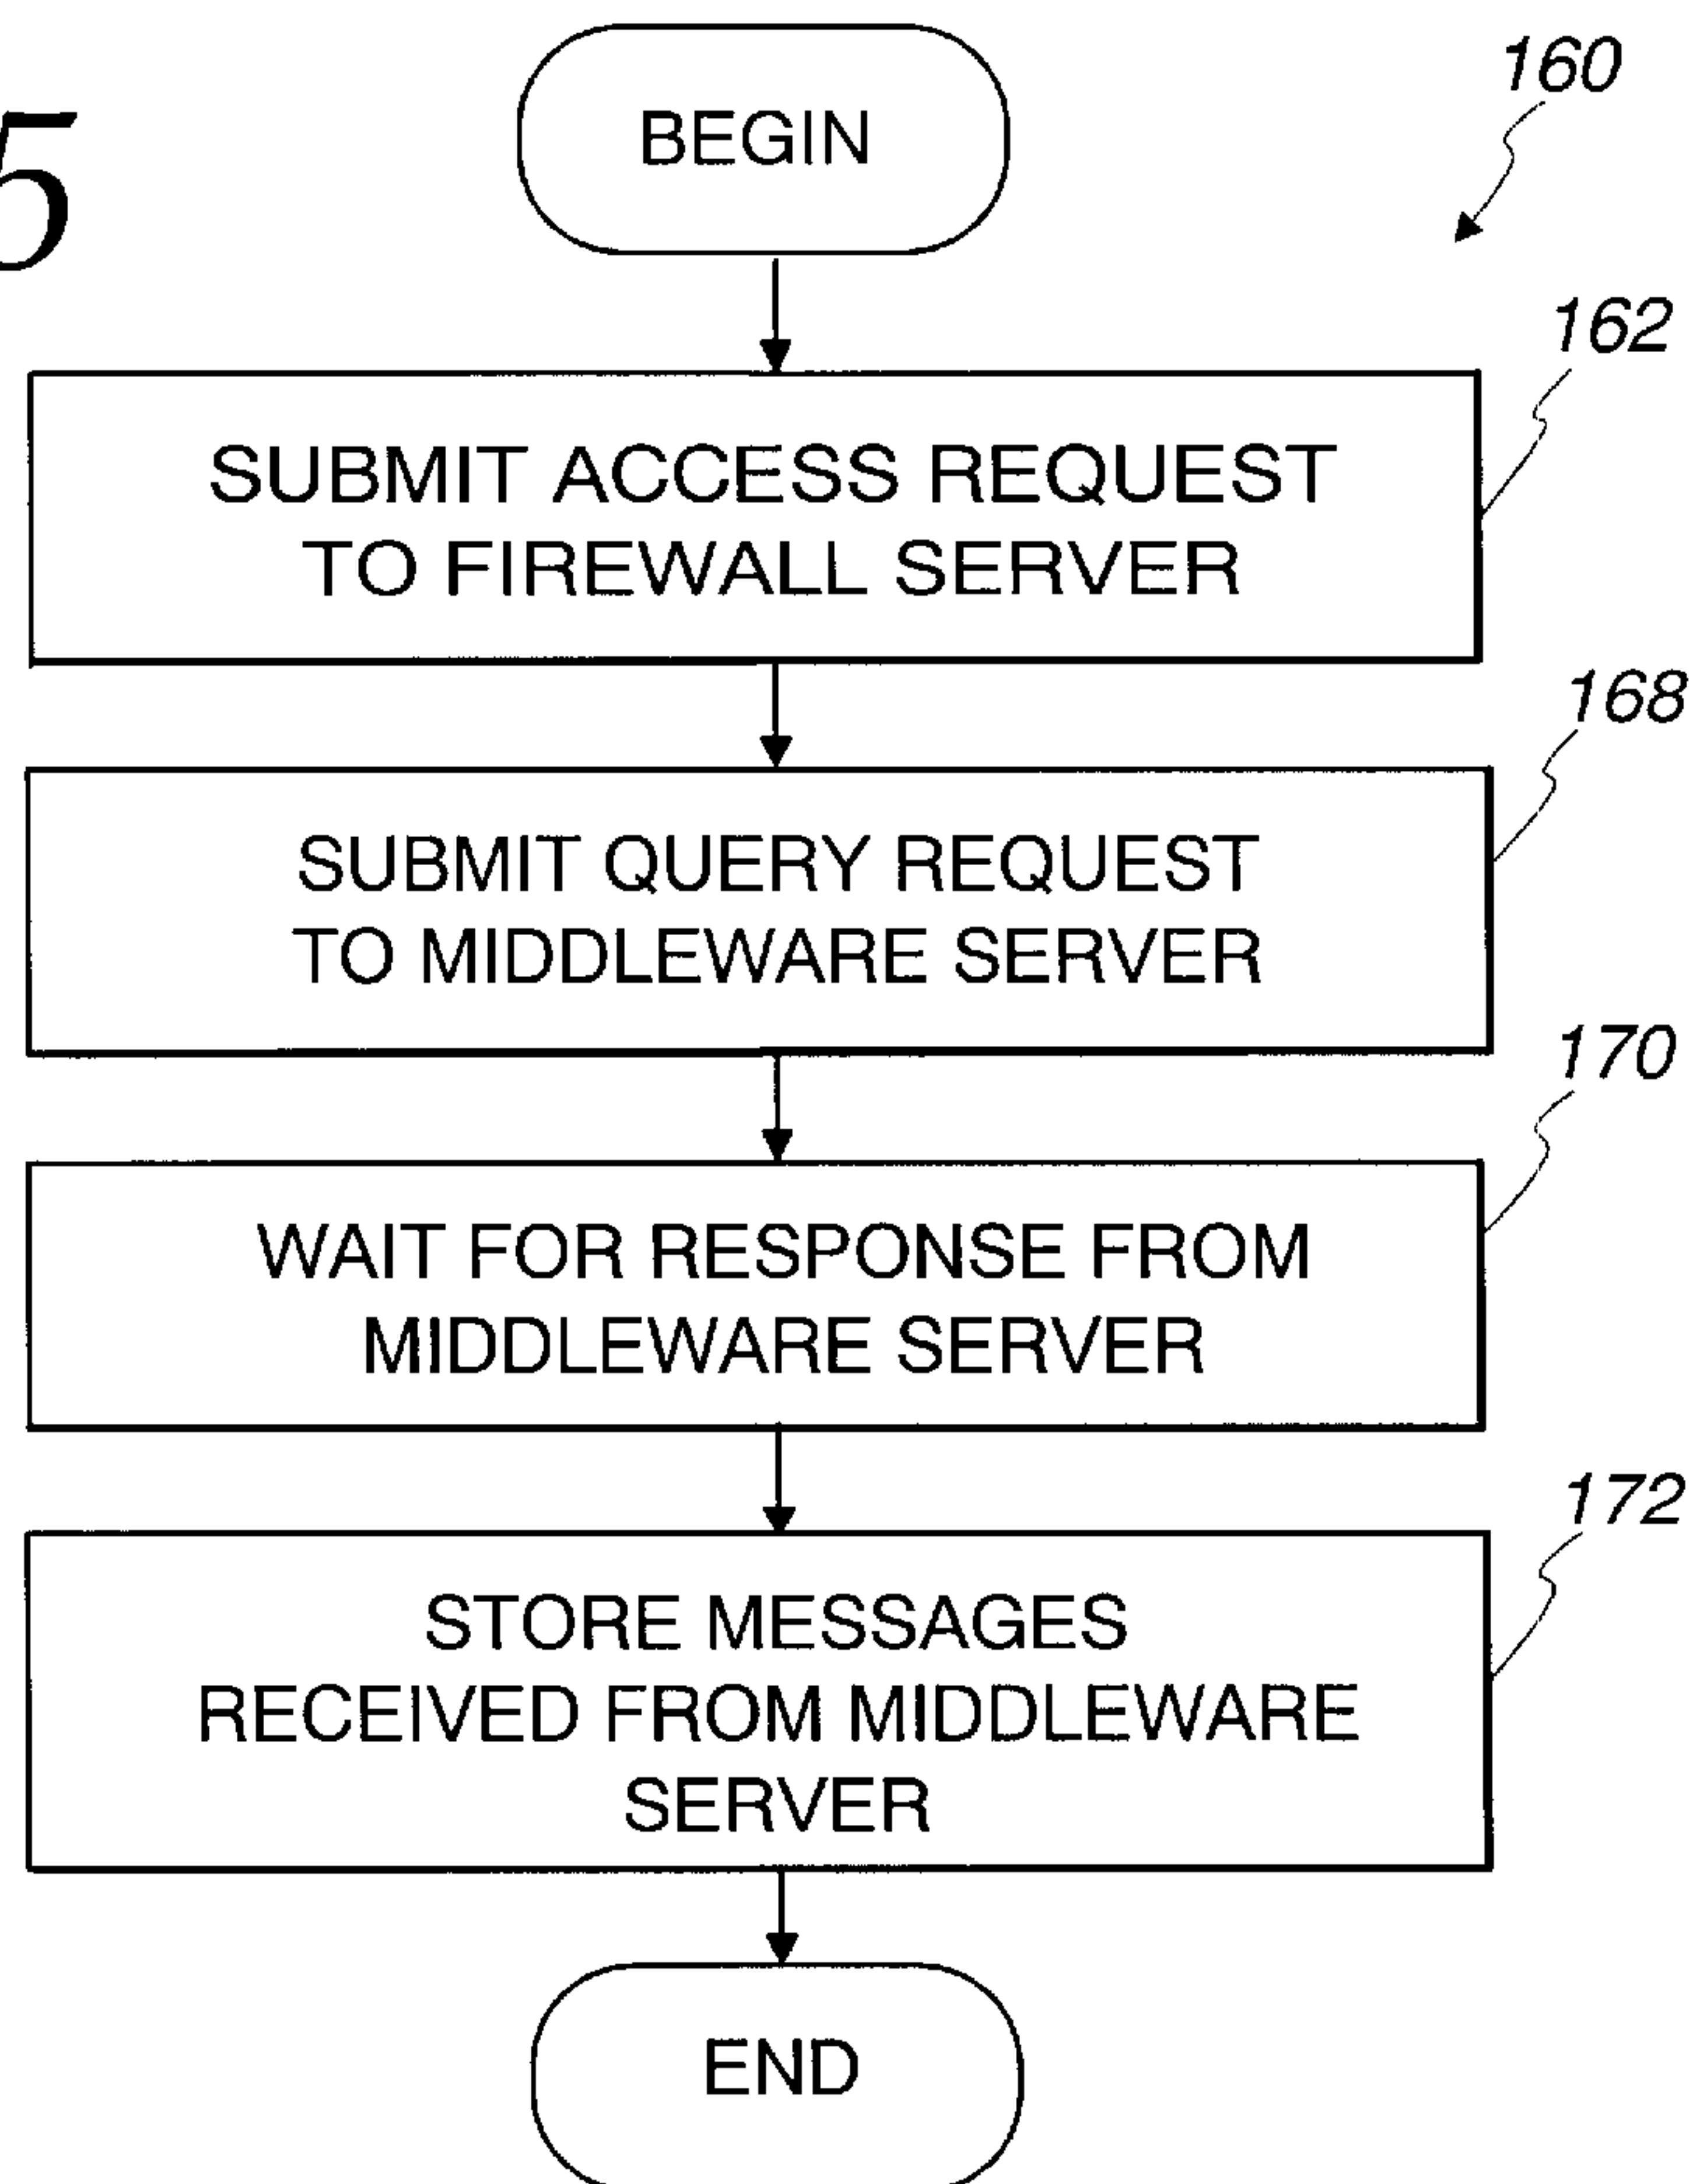 5
BEGIN
160
162
SUBMIT ACCESS REQUEST
TO FIREWALL SERVER
168
SUBMIT QUERY REQUEST
TO MIDDLEWARE SERVER
170
WAIT FOR RESPONSE FROM
MIDDLEWARE SERVER
172
STORE MESSAGES
RECEIVED FROM MIDDLEWARE
SERVER
END